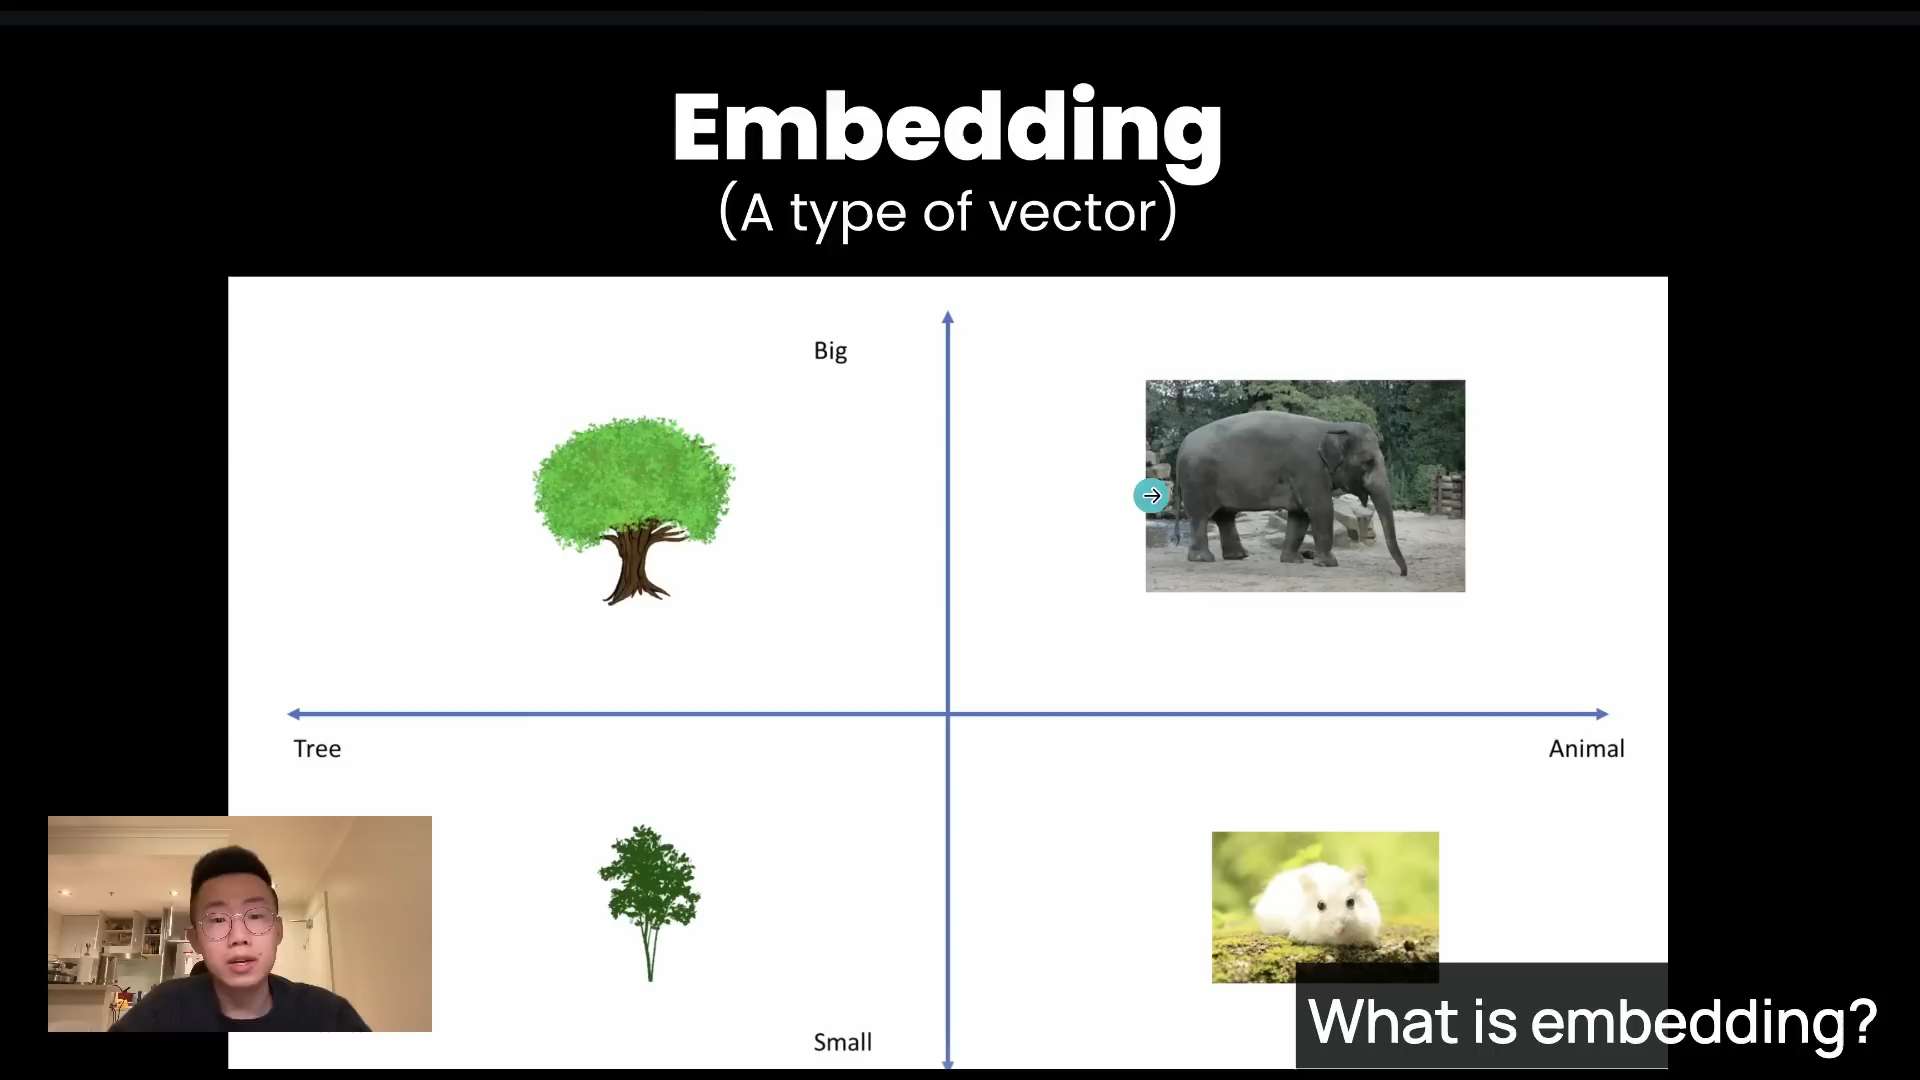 Embedding
(A type of vector)
Big
Tree
Animal
Small
What is embedding?